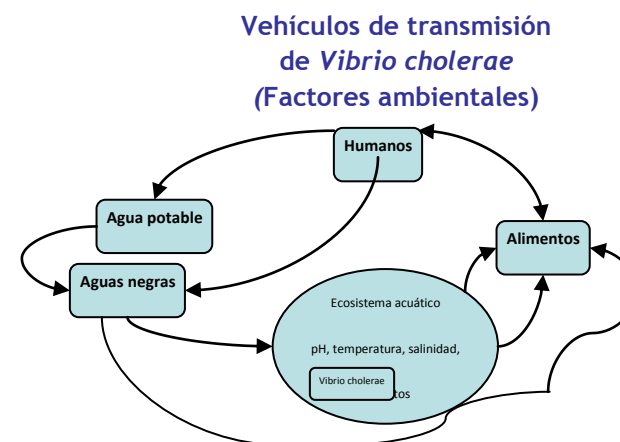 Vehículos de transmisión
de Vibrio cholerae
(Factores ambientales)
Humanos
Agua potable
Alimentos
Aguas negras
Ecosistema acuático
pH, temperatura, salinidad,
Vibrio cholerae